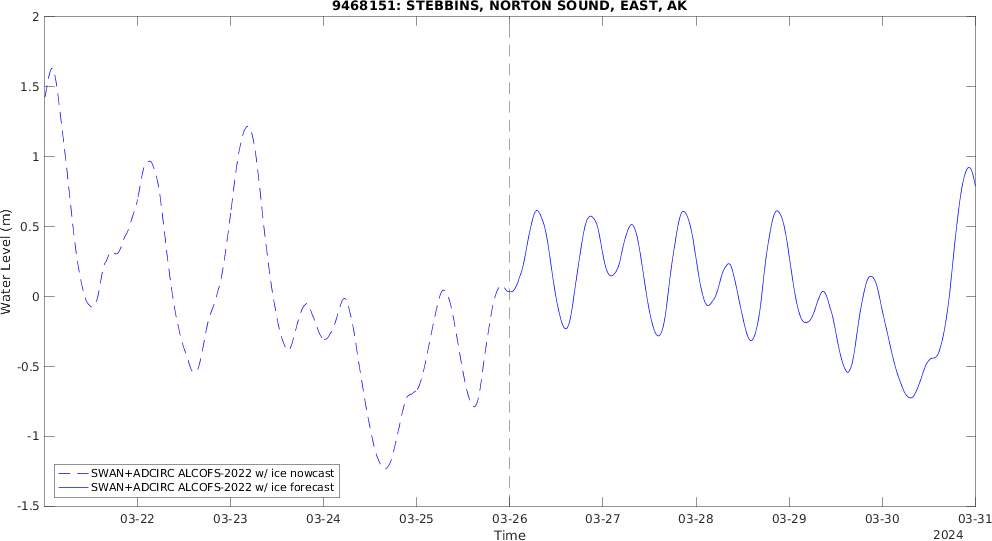 9468151: STEBBINS, NORTON SOUND, EAST, AK
2
1.5
1
0.5
0
-0.5
-1
-1.5
Water Level (m)
SWAN+ADCIRC ALCOFS-2022 w/ ice nowcast
SWAN+ADCIRC ALCOFS-2022 w/ ice forecast
03-22 03-23 03-24 03-25 03-26 03-27 03-28 03-29 03-30 03-31
Time
2024